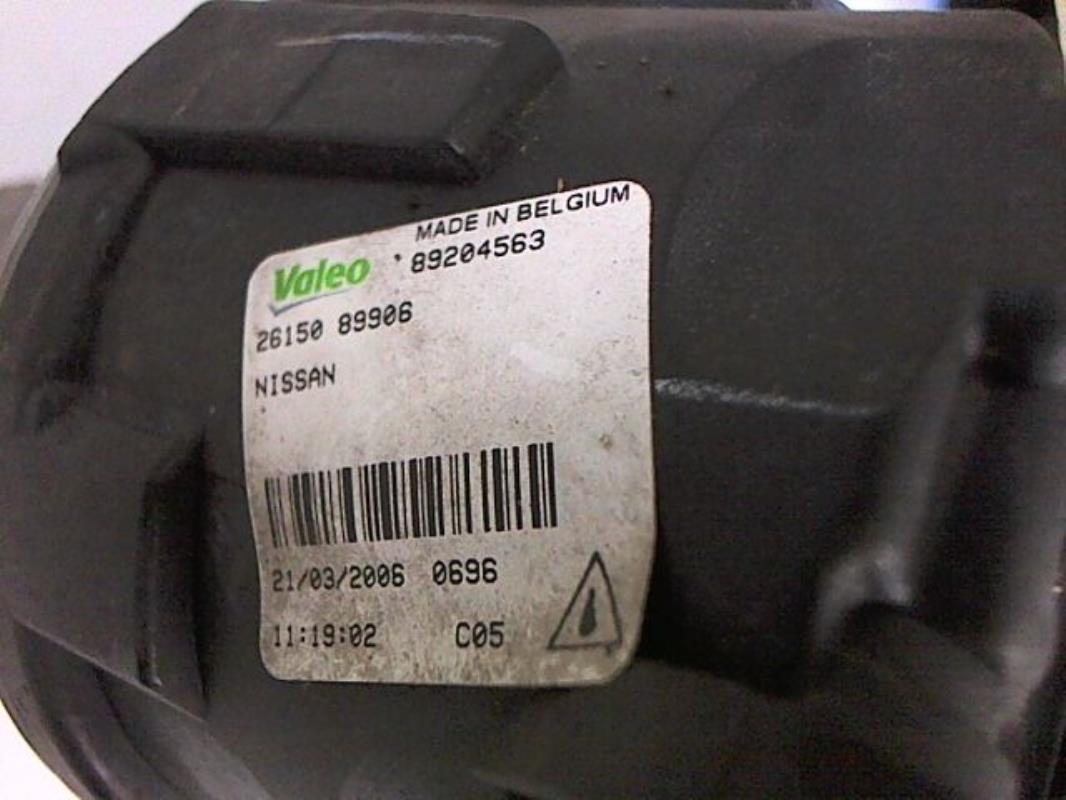 MADE IN BELGIUM
Valeo 89204563
26150 89906
NISSAN
21/03/2006 0696
11:19:02 C05